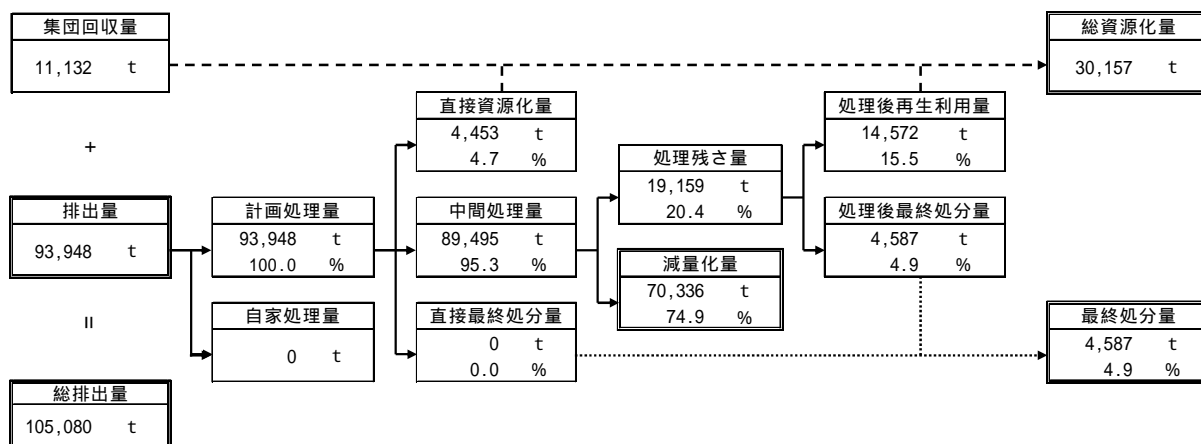 集団回収量
11,132 t
総資源化量
30,157 t
直接資源化量
4,453 t
4.7 %
処理後再生利用量
14,572 t
15.5 %
+
処理残さ量
19,159 t
20.4 %
排出量
93,948 t
計画処理量
93,948 t
100.0 %
中間処理量
89,495 t
95.3 %
処理後最終処分量
4,587 t
4.9 %
減量化量
70,336 t
74.9 %
=
自家処理量
0 t
直接最終処分量
0 t
0.0 %
最終処分量
4,587 t
4.9 %
総排出量
105,080 t